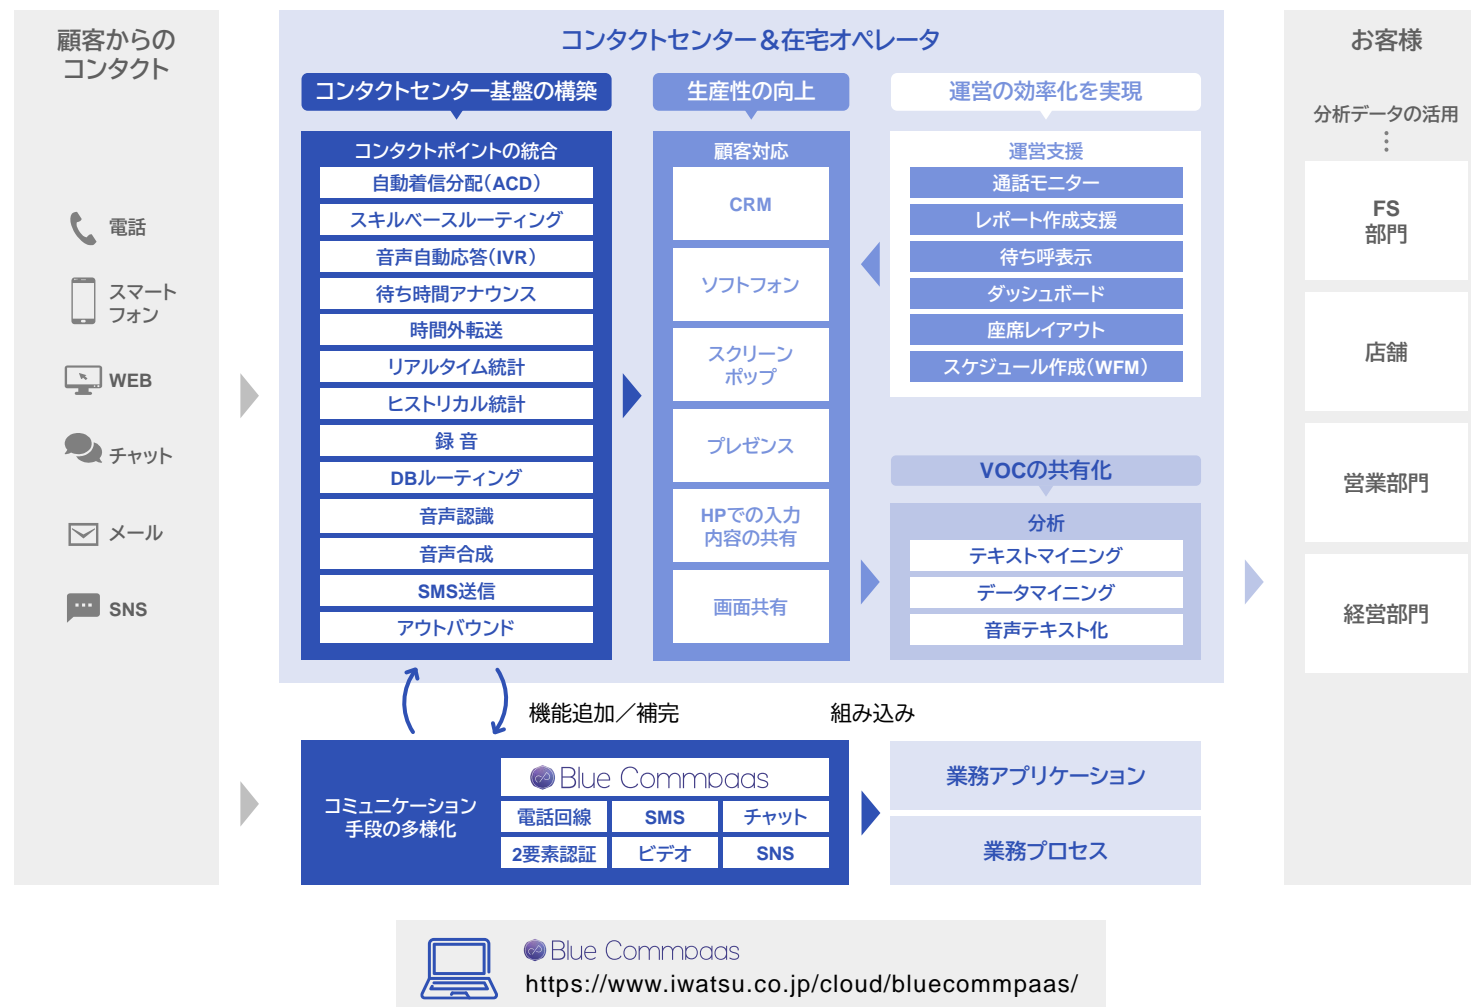 顧客からの
コンタクト
電話
スマート
フォン
WEB
チャット
メール
SNS
コンタクトセンター＆在宅オペレータ
コンタクトセンター基盤の構築
コンタクトポイントの統合
自動着信分配（ACD）
スキルベースルーティング
音声自動応答（IVR）
待ち時間アナウンス
時間外転送
リアルタイム統計
ヒストリカル統計
録 音
DBルーティング
音声認識
音声合成
SMS送信
アウトバウンド
生産性の向上
顧客対応
CRM
ソフトフォン
スクリーン
ポップ
プレゼンス
HPでの入力
内容の共有
画面共有
運営の効率化を実現
運営支援
通話モニター
レポート作成支援
待ち呼表示
ダッシュボード
座席レイアウト
スケジュール作成（WFM）
VOCの共有化
分析
テキストマイニング
データマイニング
音声テキスト化
機能追加／補完
組み込み
コミュニケーション
手段の多様化
Blue Commpaas
電話回線
SMS
チャット
2要素認証
ビデオ
SNS
業務アプリケーション
業務プロセス
お客様
分析データの活用
FS
部門
店舗
営業部門
経営部門
Blue Commpaas
https://www.iwatsu.co.jp/cloud/bluecommpaas/